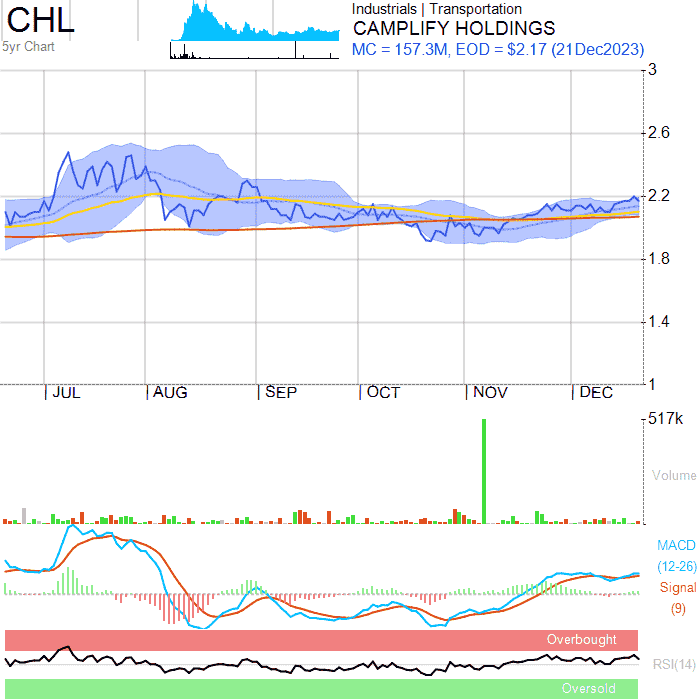 CHL
5yr Chart
Industrials | Transportation
CAMPLIFY HOLDINGS
MC = 157.3M, EOD = $2.17 (21Dec2023)
3
2.6
2.2
1.8
1.4
1
JUL AUG SEP OCT NOV DEC
517k
Volume
MACD
(12-26)
Signal
(9)
Overbought
RSI(14)
Oversold